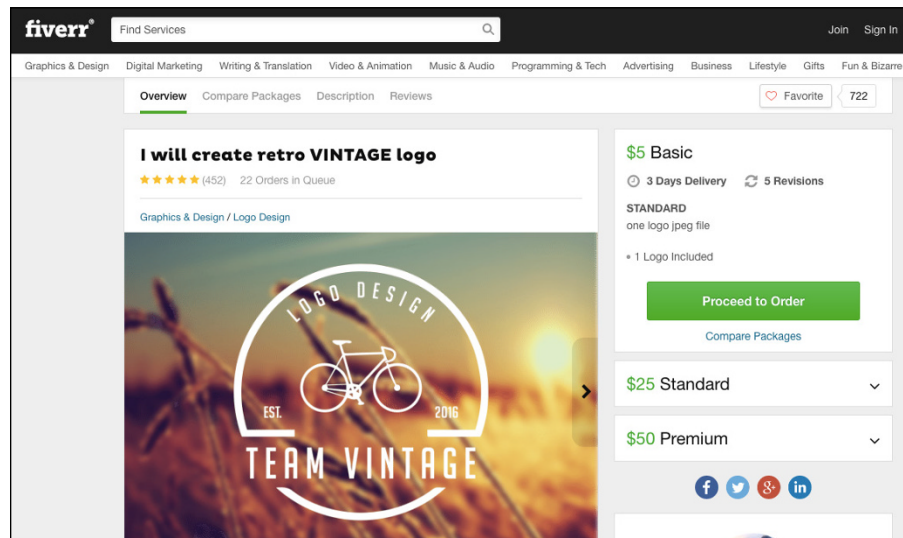 fiverr®
Find Services
Join Sign In
Graphics & Design Digital Marketing Writing & Translation Video & Animation Music & Audio Programming & Tech Advertising Business Lifestyle Gifts Fun & Bizarre
Overview Compare Packages Description Reviews
Favorite 722
I will create retro VINTAGE logo
(452) 22 Orders in Queue
Graphics & Design / Logo Design
LOGO DESIGN
EST. 2016
TEAM VINTAGE
$5 Basic
3 Days Delivery 5 Revisions
STANDARD
one logo jpeg file
• 1 Logo Included
Proceed to Order
Compare Packages
$25 Standard
$50 Premium
f g+ in